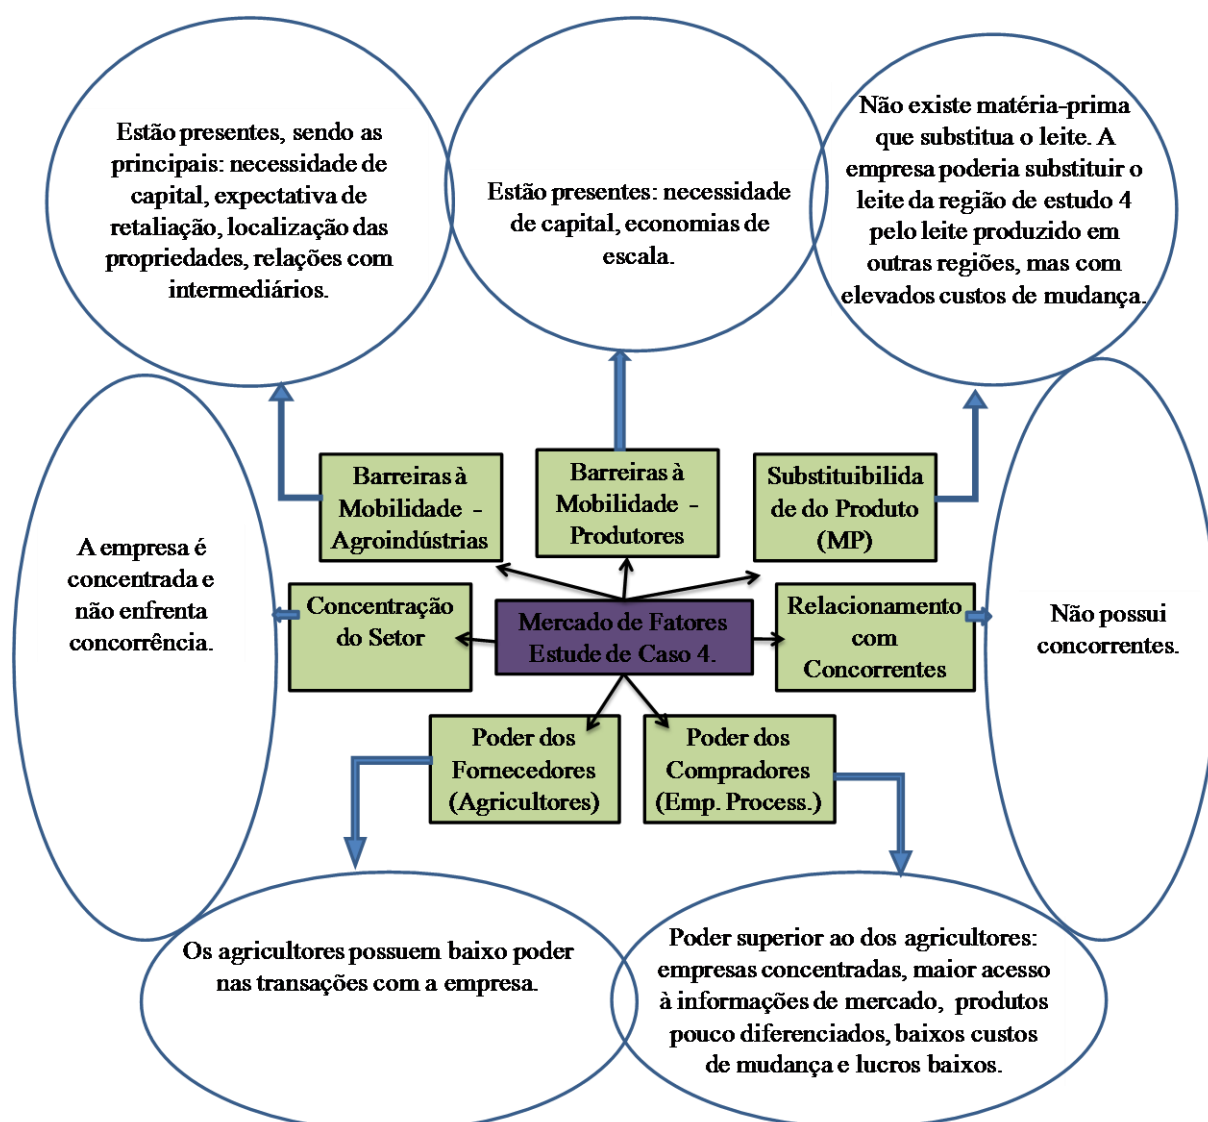 Estão presentes, sendo as
principais: necessidade de
capital, expectativa de
retaliação, localização das
propriedades, relações com
intermediários.
Estão presentes: necessidade
de capital, economias de
escala.
Não existe matéria-prima
que substitua o leite. A
empresa poderia substituir o
leite da região de estudo 4
pelo leite produzido em
outras regiões, mas com
elevados custos de mudança.
Barreiras à
Mobilidade -
Agroindústrias
Barreiras à
Mobilidade -
Produtores
Substituibilida
de do Produto
(MP)
A empresa é
concentrada e
não enfrenta
concorrência.
Concentração
do Setor
Mercado de Fatores
Estude de Caso 4.
Relacionamento
com
Concorrentes
Não possui
concorrentes.
Poder dos
Fornecedores
(Agricultores)
Poder dos
Compradores
(Emp. Process.)
Os agricultores possuem baixo poder
nas transações com a empresa.
Poder superior ao dos agricultores:
empresas concentradas, maior acesso
à informações de mercado, produtos
pouco diferenciados, baixos custos
de mudança e lucros baixos.